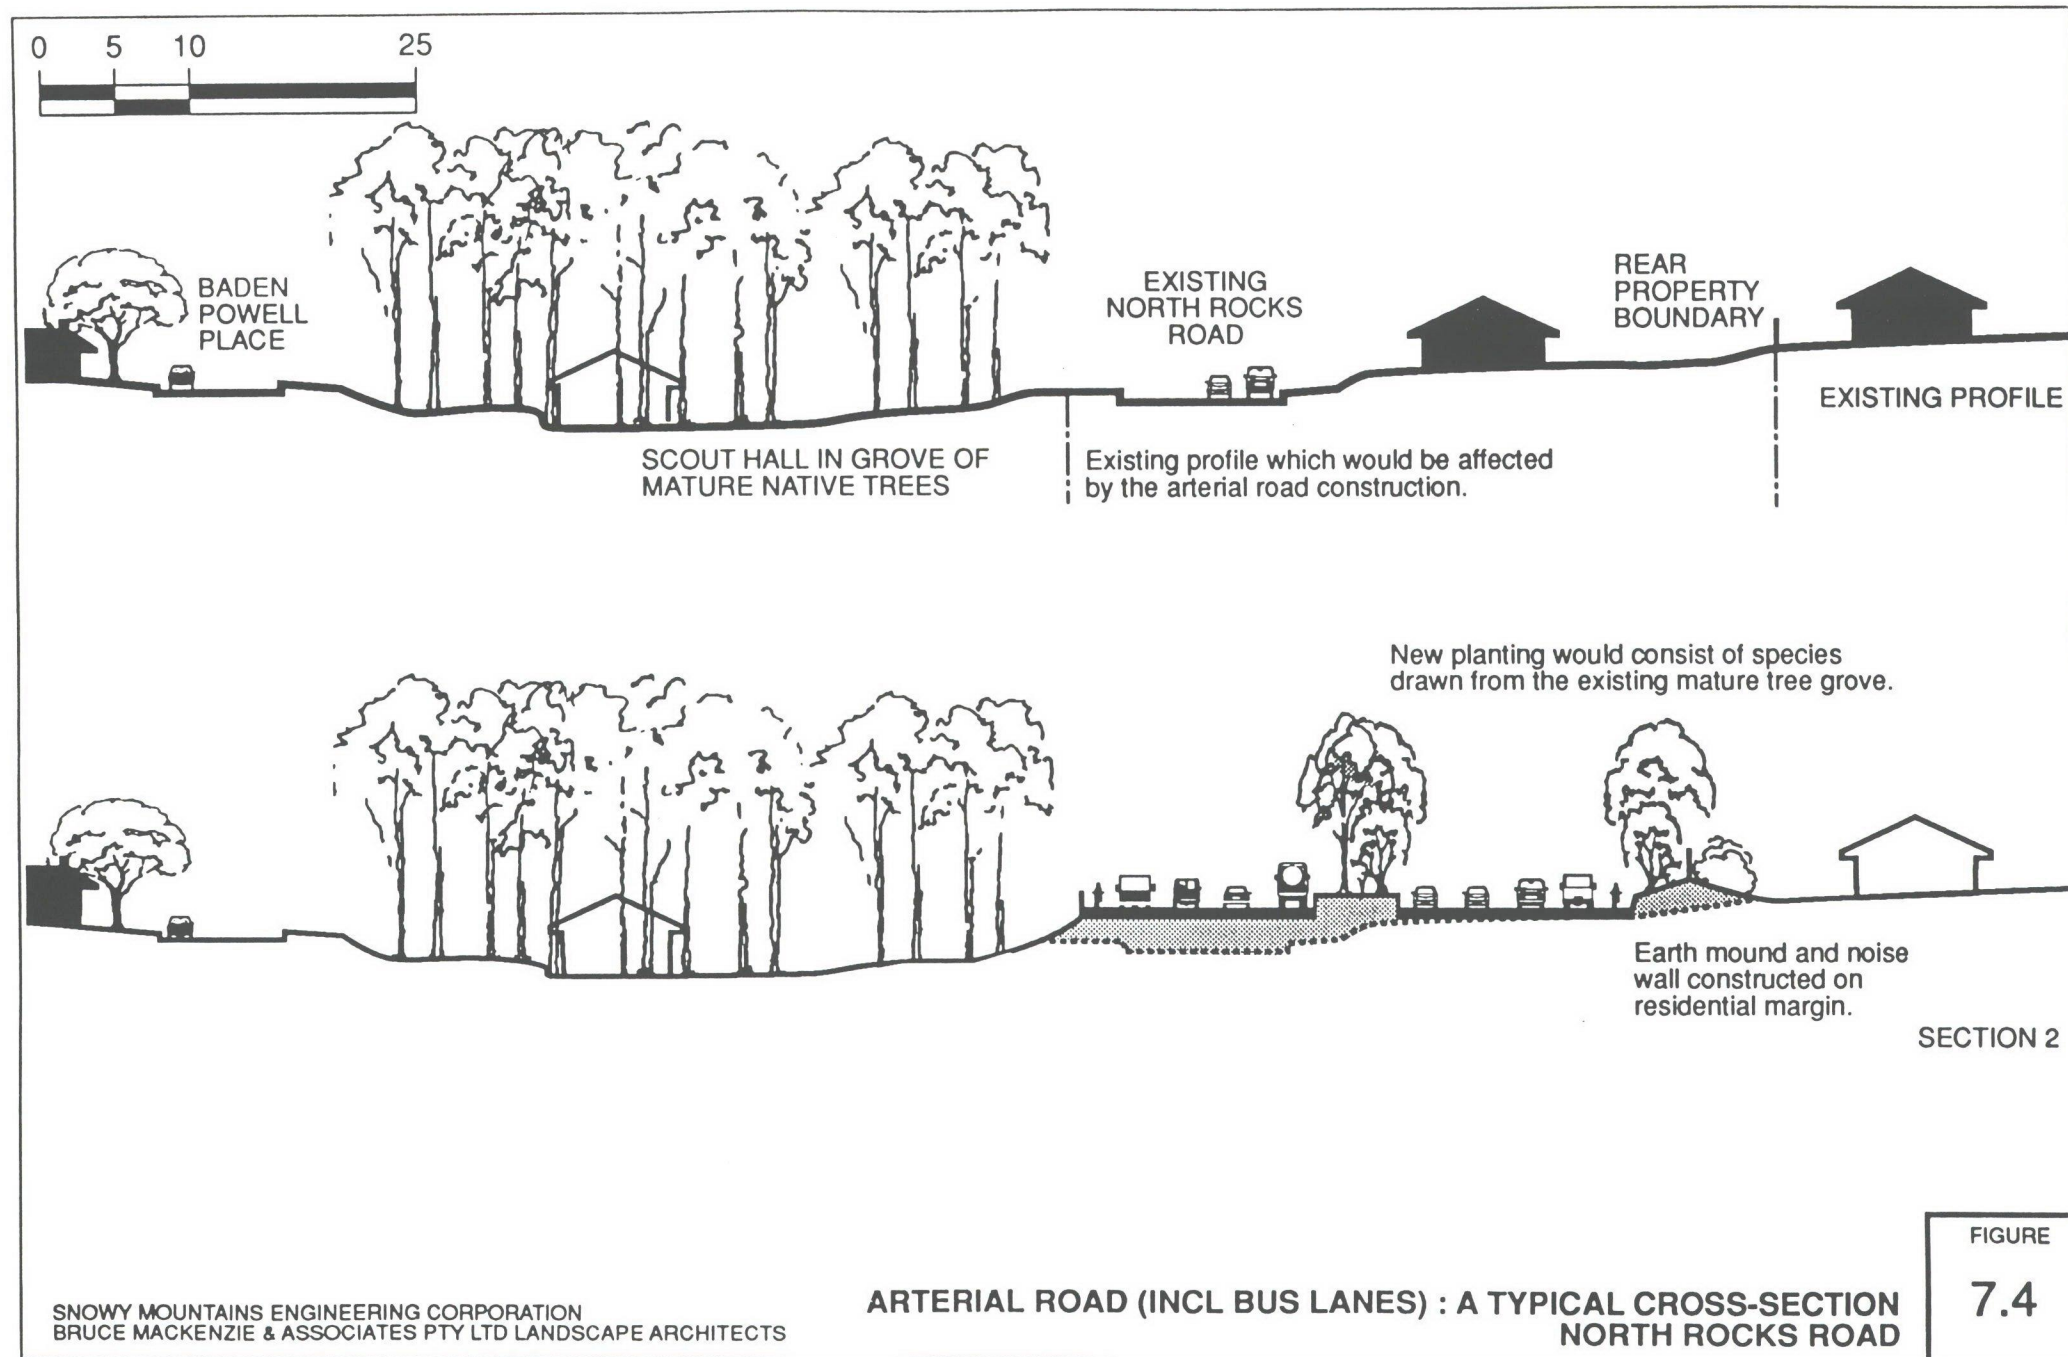 0 5 10 25
BADEN
POWELL
PLACE
EXISTING
NORTH ROCKS
ROAD
REAR
PROPERTY
BOUNDARY
EXISTING PROFILE
SCOUT HALL IN GROVE OF
MATURE NATIVE TREES
Existing profile which would be affected
by the arterial road construction.
New planting would consist of species
drawn from the existing mature tree grove.
Earth mound and noise
wall constructed on
residential margin.
SECTION 2
SNOWY MOUNTAINS ENGINEERING CORPORATION
BRUCE MACKENZIE & ASSOCIATES PTY LTD LANDSCAPE ARCHITECTS
ARTERIAL ROAD (INCL BUS LANES) : A TYPICAL CROSS-SECTION
NORTH ROCKS ROAD
FIGURE
7.4